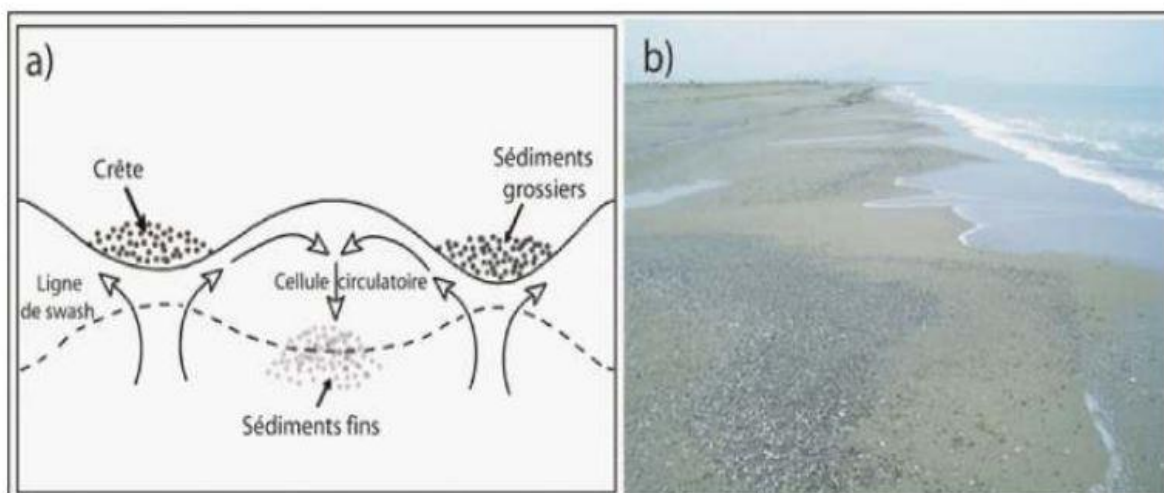 a)
b)
Crête
Sédiments
grossiers
Ligne
de swash
Cellule circulatoire
Sédiments fins